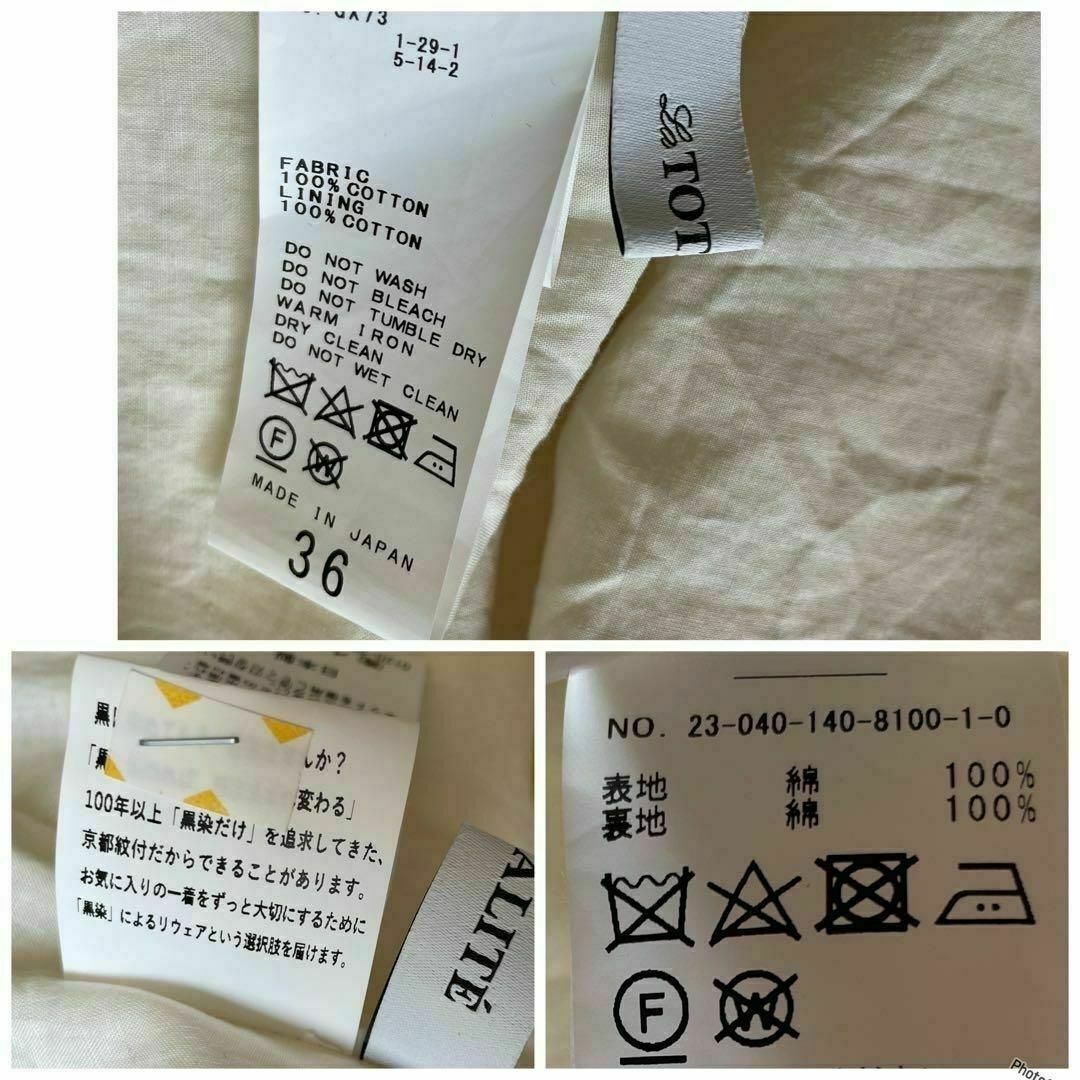 1-29-1
5-14-2
FABRIC
100% COTTON
LINING
100% COTTON
DO NOT WASH
DO NOT BLEACH
DO NOT TUMBLE DRY
WARM IRON
DRY CLEAN
DO NOT WET CLEAN
F
W
MADE IN JAPAN
36
La TOT
んか?
変わる」
100年以上「黒染だけ」を追求してきた、
京都紋付だからできることがあります。
お気に入りの一着をずっと大切にするために
「黒染」によるリウェアという選択肢を届けます。
ALITÉ
NO. 23-040-140-8100-1-0
表地 綿 100%
裏地 綿 100%
F
W